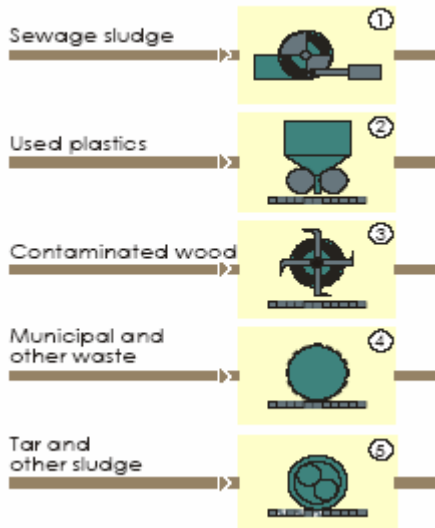 Sewage sludge
1
Used plastics
2
Contaminated wood
3
Municipal and
other waste
4
Tar and
other sludge
5